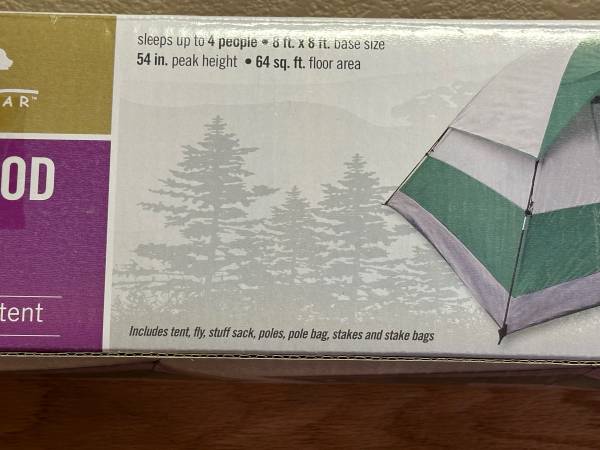 sleeps up to 4 people • 8 ft. x 8 ft. base size
54 in. peak height • 64 sq. ft. floor area
AR™
OD
tent
Includes tent, fly, stuff sack, poles, pole bag, stakes and stake bags